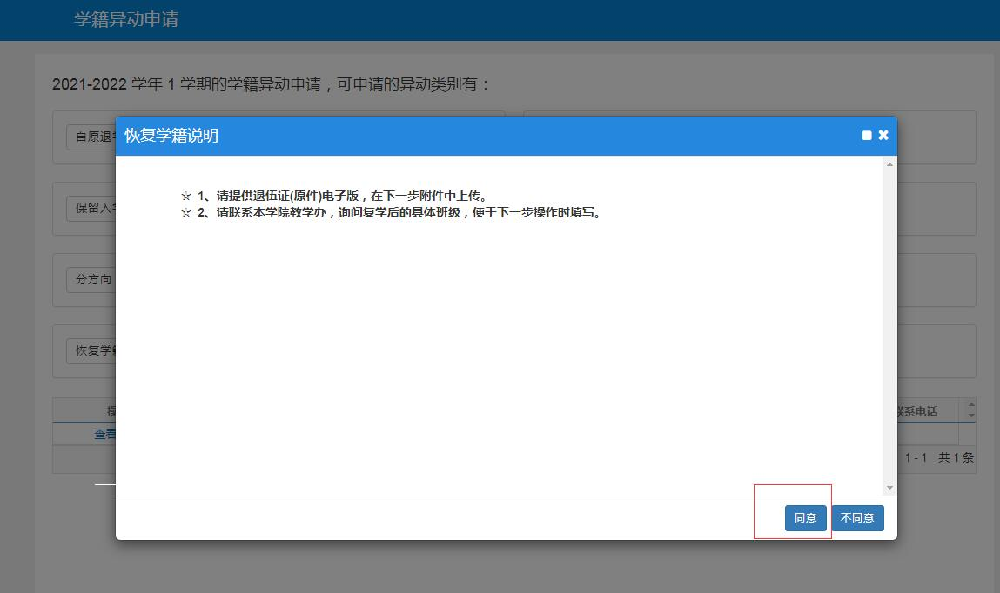 学籍异动申请
2021-2022 学年 1 学期的学籍异动申请，可申请的异动类别有：
自原退学
恢复学籍说明
保留入学
☆ 1、请提供退伍证(原件)电子版，在下一步附件中上传。
☆ 2、请联系本学院教学办，询问复学后的具体班级，便于下一步操作时填写。
分方向
恢复学籍
操
联系电话
查看
1 - 1 共 1 条
同意
不同意